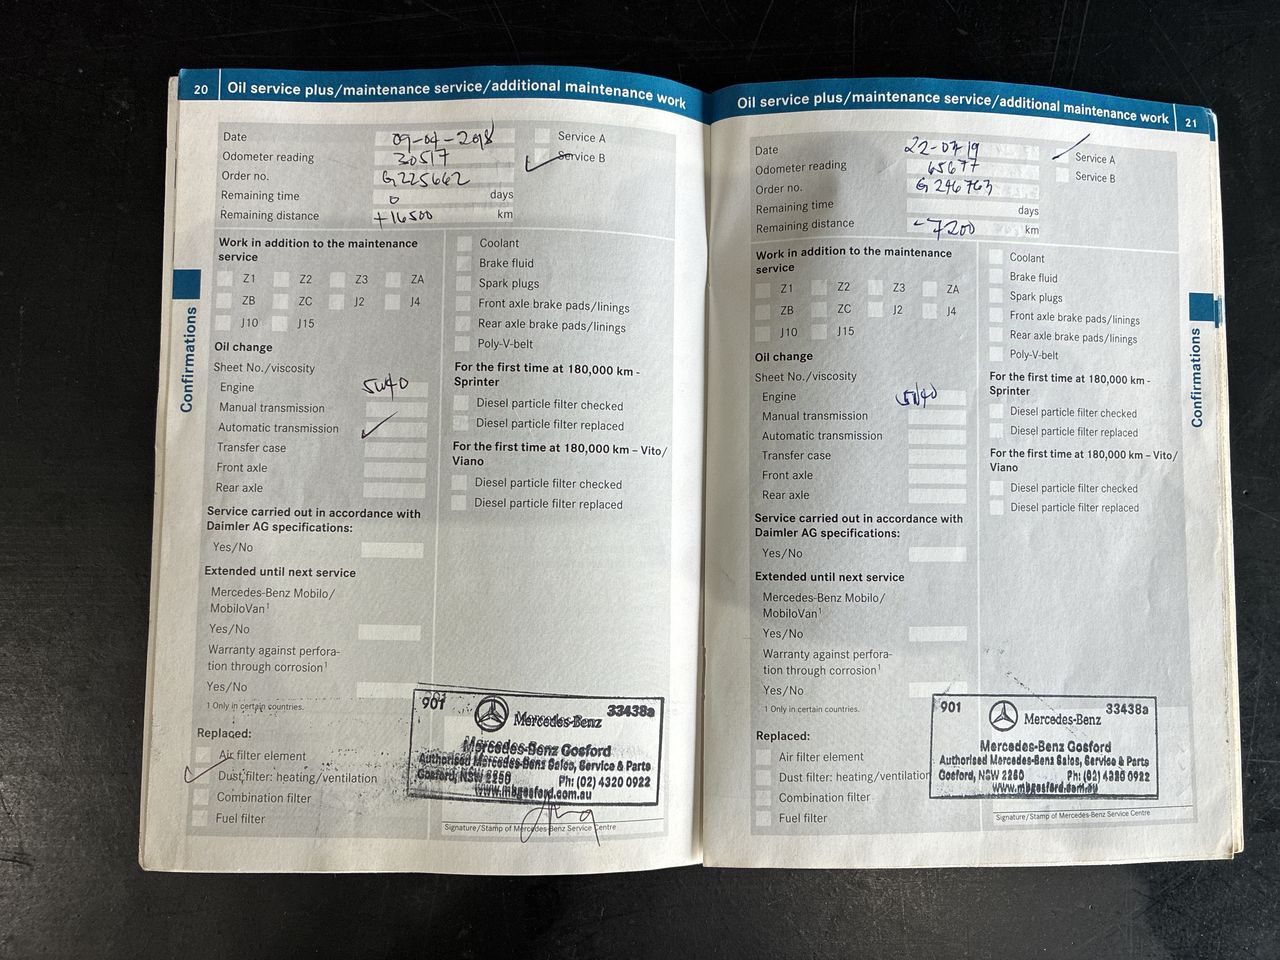 20 Oil service plus/maintenance service/additional maintenance work
Date 09-04-2018
Odometer reading 30517
Order no. G225662
Remaining time 0 days
Remaining distance +16500 km
Service A
Service B
Work in addition to the maintenance
service
Z1 Z2 Z3 ZA
ZB ZC J2 J4
J10 J15
Oil change
Sheet No./viscosity
Engine 5W40
Manual transmission
Automatic transmission
Transfer case
Front axle
Rear axle
Service carried out in accordance with
Daimler AG specifications:
Yes/No
Extended until next service
Mercedes-Benz Mobilo/
MobiloVan¹
Yes/No
Warranty against perfora-
tion through corrosion¹
Yes/No
1 Only in certain countries.
Replaced:
Air filter element
Dust filter: heating/ventilation
Combination filter
Fuel filter
Coolant
Brake fluid
Spark plugs
Front axle brake pads/linings
Rear axle brake pads/linings
Poly-V-belt
For the first time at 180,000 km -
Sprinter
Diesel particle filter checked
Diesel particle filter replaced
For the first time at 180,000 km – Vito/
Viano
Diesel particle filter checked
Diesel particle filter replaced
901 33438a
Mercedes-Benz
Mercedes-Benz Gosford
Authorised Mercedes-Benz Sales, Service & Parts
Gosford, NSW 2250 Ph: (02) 4320 0922
www.mbgosford.com.au
Signature/Stamp of Mercedes-Benz Service Centre
Confirmations
Oil service plus/maintenance service/additional maintenance work 21
Date 22-07-19
Odometer reading 65677
Order no. G246763
Remaining time days
Remaining distance -7200 km
Service A
Service B
Work in addition to the maintenance
service
Z1 Z2 Z3 ZA
ZB ZC J2 J4
J10 J15
Oil change
Sheet No./viscosity
Engine 5W40
Manual transmission
Automatic transmission
Transfer case
Front axle
Rear axle
Service carried out in accordance with
Daimler AG specifications:
Yes/No
Extended until next service
Mercedes-Benz Mobilo/
MobiloVan¹
Yes/No
Warranty against perfora-
tion through corrosion¹
Yes/No
1 Only in certain countries.
Replaced:
Air filter element
Dust filter: heating/ventilation
Combination filter
Fuel filter
Coolant
Brake fluid
Spark plugs
Front axle brake pads/linings
Rear axle brake pads/linings
Poly-V-belt
For the first time at 180,000 km -
Sprinter
Diesel particle filter checked
Diesel particle filter replaced
For the first time at 180,000 km – Vito/
Viano
Diesel particle filter checked
Diesel particle filter replaced
901 33438a
Mercedes-Benz
Mercedes-Benz Gosford
Authorised Mercedes-Benz Sales, Service & Parts
Gosford, NSW 2250 Ph: (02) 4320 0922
www.mbgosford.com.au
Signature/Stamp of Mercedes-Benz Service Centre
Confirmations